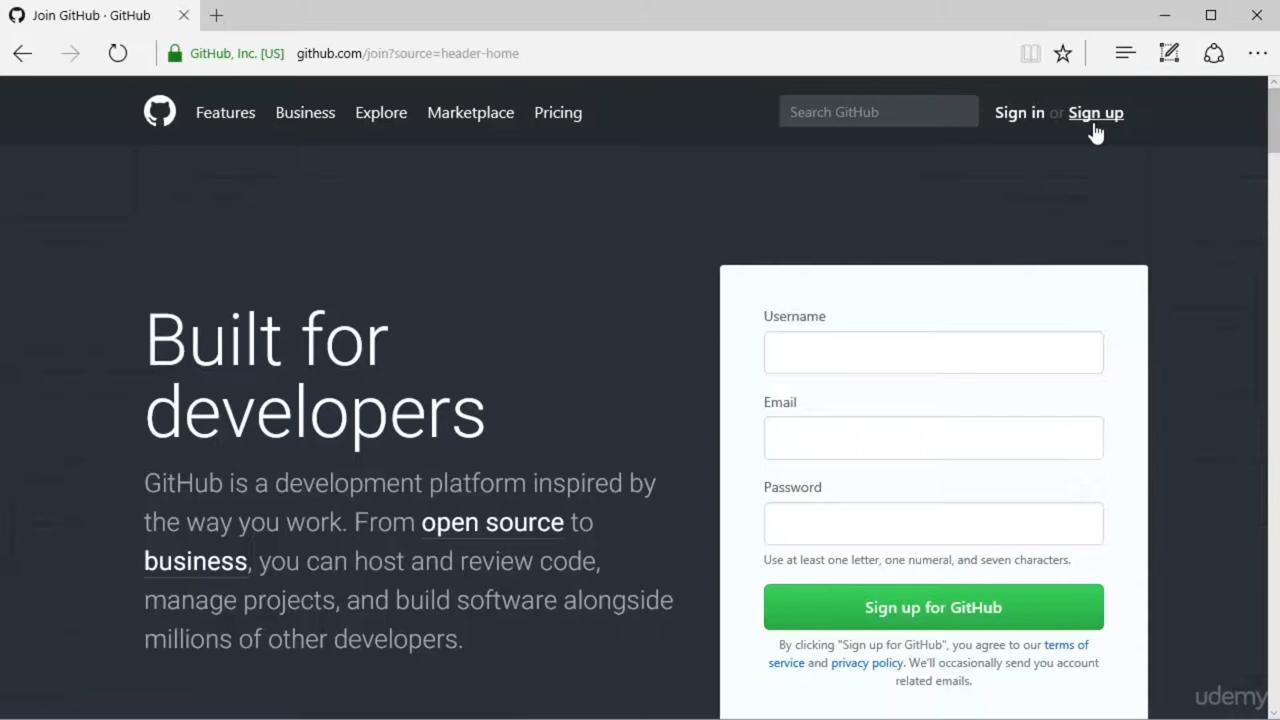 Join GitHub · GitHub
GitHub, Inc. [US] github.com/join?source=header-home
Features Business Explore Marketplace Pricing Search GitHub Sign in or Sign up
Built for
developers
GitHub is a development platform inspired by
the way you work. From open source to
business, you can host and review code,
manage projects, and build software alongside
millions of other developers.
Username
Email
Password
Use at least one letter, one numeral, and seven characters.
Sign up for GitHub
By clicking "Sign up for GitHub", you agree to our terms of
service and privacy policy. We'll occasionally send you account
related emails.
udemy